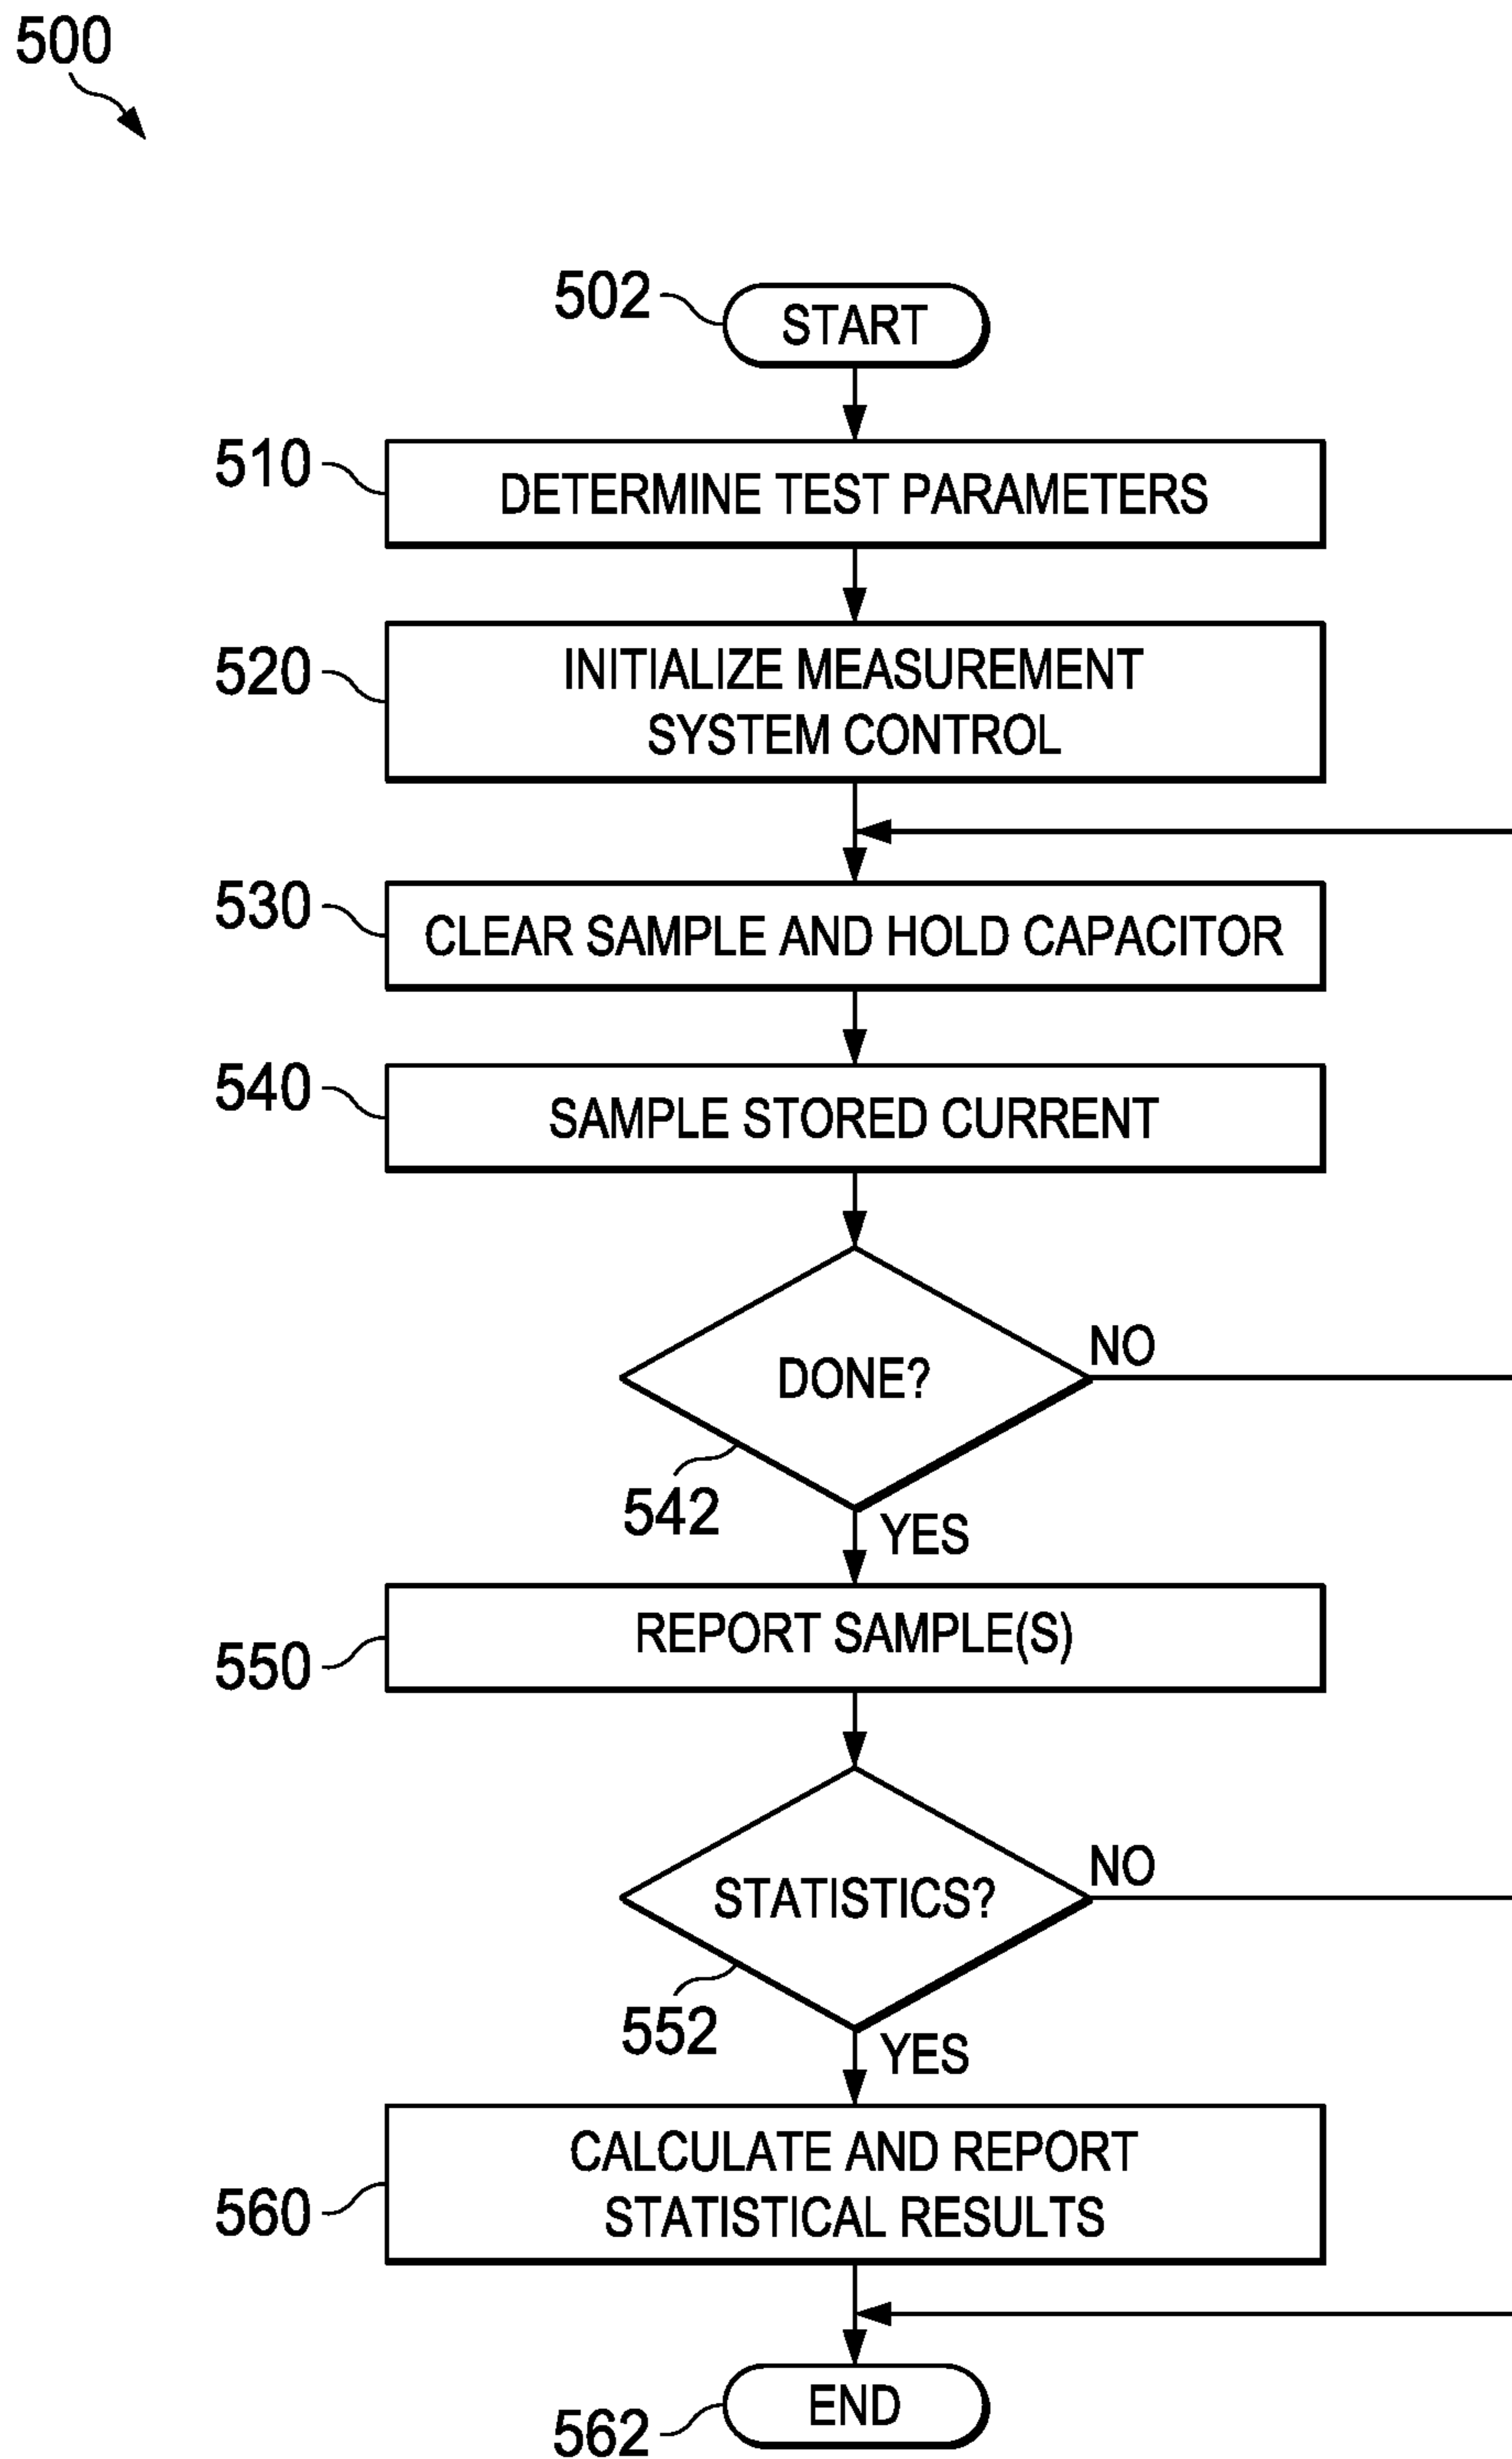 500
502
START
510
DETERMINE TEST PARAMETERS
520
INITIALIZE MEASUREMENT
SYSTEM CONTROL
530
CLEAR SAMPLE AND HOLD CAPACITOR
540
SAMPLE STORED CURRENT
DONE?
NO
542
YES
550
REPORT SAMPLE(S)
STATISTICS?
NO
552
YES
560
CALCULATE AND REPORT
STATISTICAL RESULTS
562
END